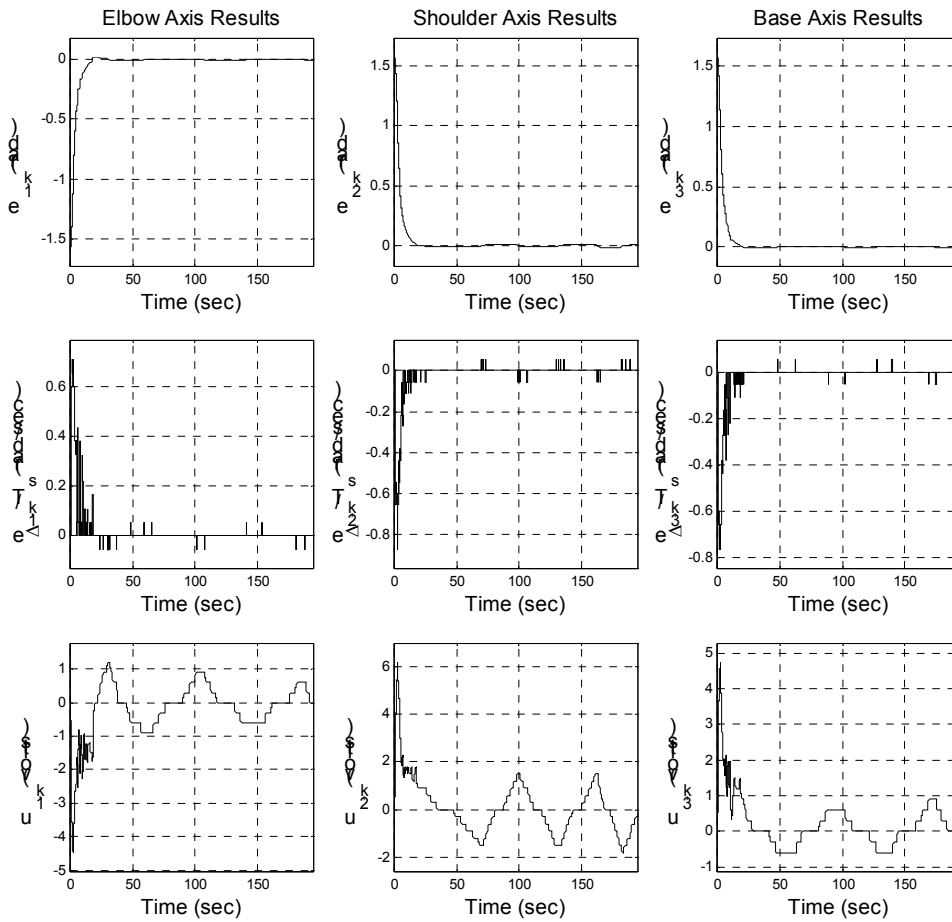 Elbow Axis Results
Shoulder Axis Results
Base Axis Results
0
-0.5
-1
-1.5
0 50 100 150
Time (sec)
1.5
1
0.5
0
0 50 100 150
Time (sec)
1.5
1
0.5
0
0 50 100 150
Time (sec)
0.6
0.4
0.2
0
0 50 100 150
Time (sec)
0
-0.2
-0.4
-0.6
-0.8
0 50 100 150
Time (sec)
0
-0.2
-0.4
-0.6
-0.8
0 50 100 150
Time (sec)
1
0
-1
-2
-3
-4
-5
0 50 100 150
Time (sec)
6
4
2
0
-2
0 50 100 150
Time (sec)
5
4
3
2
1
0
-1
0 50 100 150
Time (sec)